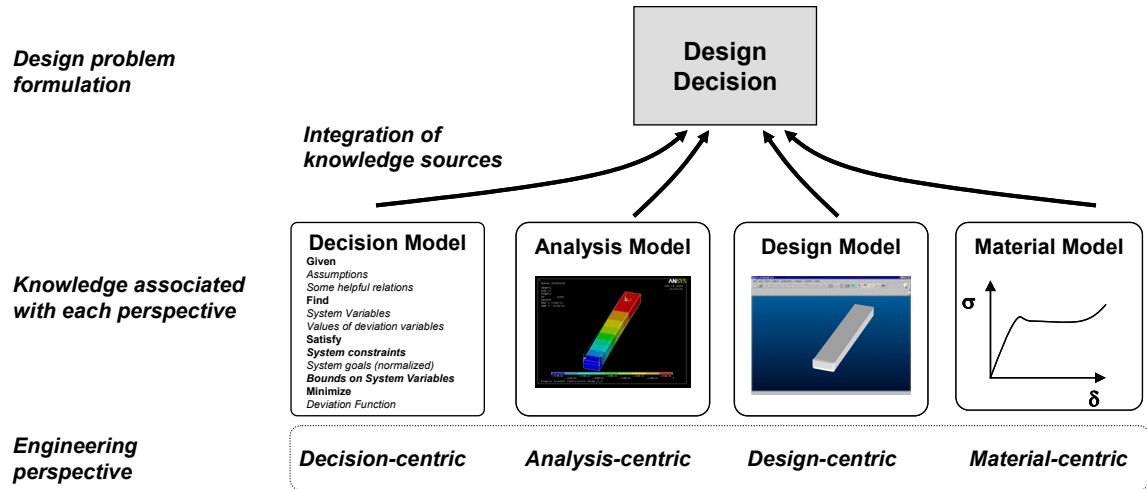 Design problem
formulation
Design
Decision
Integration of
knowledge sources
Knowledge associated
with each perspective
Decision Model
Given
Assumptions
Some helpful relations
Find
System Variables
Values of deviation variables
Satisfy
System constraints
System goals (normalized)
Bounds on System Variables
Minimize
Deviation Function
Analysis Model
ANSYS
Design Model
Material Model
σ
δ
Engineering
perspective
Decision-centric
Analysis-centric
Design-centric
Material-centric